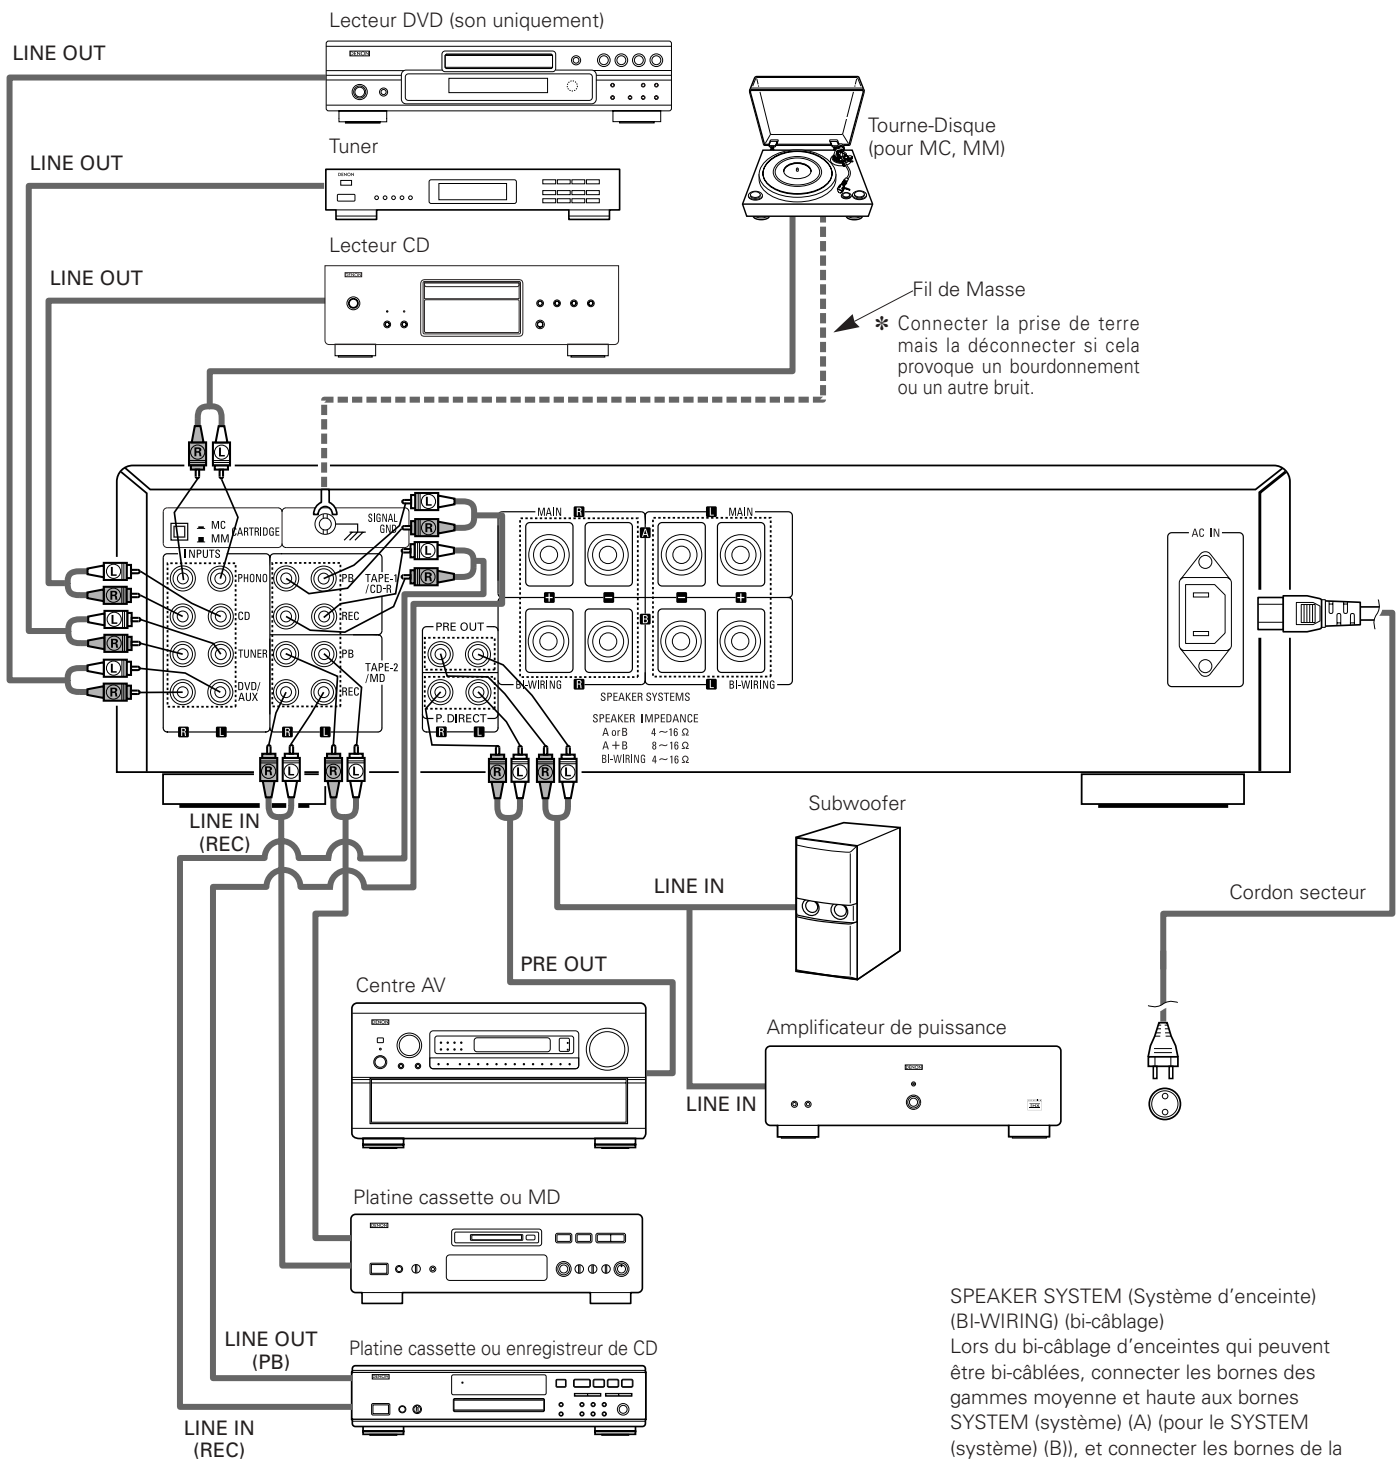 Lecteur DVD (son uniquement)
LINE OUT
DENON
Tuner
LINE OUT
DENON
Lecteur CD
LINE OUT
DENON
Tourne-Disque
(pour MC, MM)
Fil de Masse
✻ Connecter la prise de terre
mais la déconnecter si cela
provoque un bourdonnement
ou un autre bruit.
R L
MC
MM
CARTRIDGE
SIGNAL
GND
INPUTS
PHONO
CD
TUNER
DVD/
AUX
R L
PB
REC
TAPE-1
/CD-R
PB
REC
TAPE-2
/MD
R L
L
R
L
R
L
R
L
R
L
R
PRE OUT
P.DIRECT
R L
MAIN R L MAIN
A
+ − − +
B
BI-WIRING R L BI-WIRING
SPEAKER SYSTEMS
SPEAKER IMPEDANCE
A or B 4～16 Ω
A + B 8～16 Ω
BI-WIRING 4～16 Ω
AC IN
R L R L
R L R L
LINE IN
(REC)
Subwoofer
LINE IN
Cordon secteur
PRE OUT
Centre AV
DENON
Amplificateur de puissance
DENON
LINE IN
Platine cassette ou MD
DENON
LINE OUT
(PB)
Platine cassette ou enregistreur de CD
DENON
LINE IN
(REC)
SPEAKER SYSTEM (Système d’enceinte)
(BI-WIRING) (bi-câblage)
Lors du bi-câblage d’enceintes qui peuvent
être bi-câblées, connecter les bornes des
gammes moyenne et haute aux bornes
SYSTEM (système) (A) (pour le SYSTEM
(système) (B)), et connecter les bornes de la